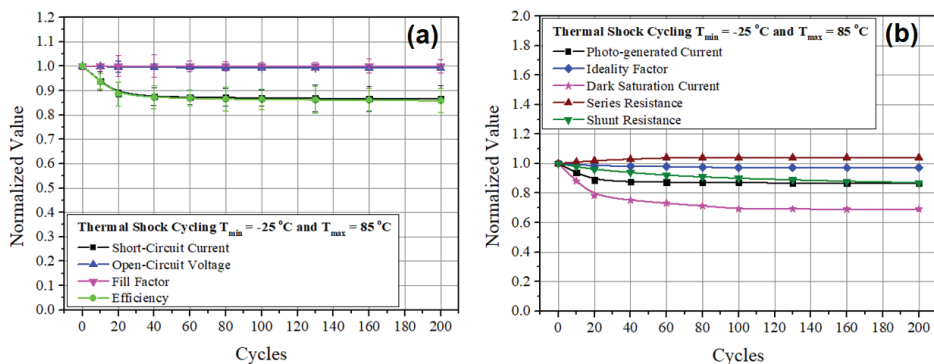 (a)
Thermal Shock Cycling Tmin = -25 °C and Tmax = 85 °C
Short-Circuit Current
Open-Circuit Voltage
Fill Factor
Efficiency
Normalized Value
1.2
1.1
1.0
0.9
0.8
0.7
0.6
0.5
0.4
0.3
0.2
0.1
0.0
0 20 40 60 80 100 120 140 160 180 200
Cycles
(b)
Thermal Shock Cycling Tmin = -25 °C and Tmax = 85 °C
Photo-generated Current
Ideality Factor
Dark Saturation Current
Series Resistance
Shunt Resistance
Normalized Value
2.0
1.8
1.6
1.4
1.2
1.0
0.8
0.6
0.4
0.2
0.0
0 20 40 60 80 100 120 140 160 180 200
Cycles